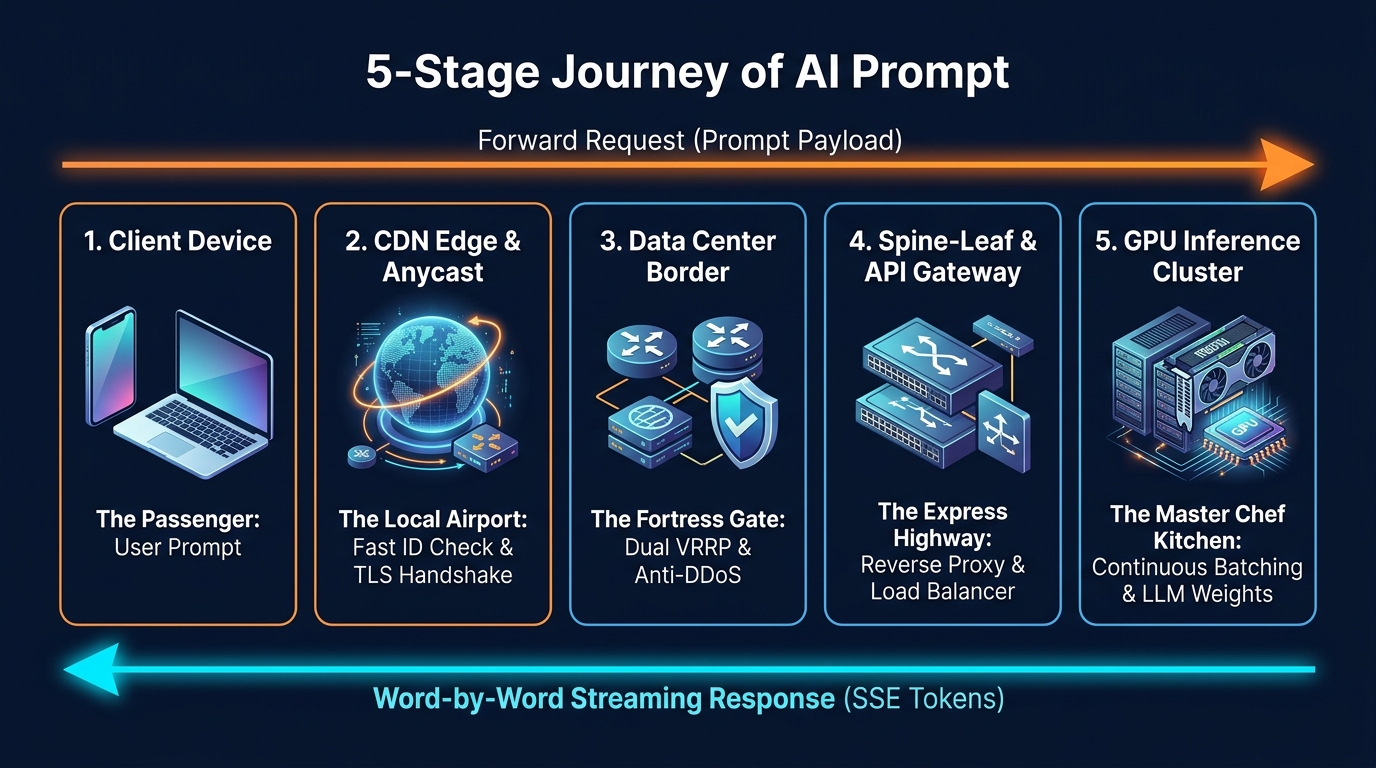 5-Stage Journey of AI Prompt
Forward Request (Prompt Payload)
1. Client Device
The Passenger:
User Prompt
2. CDN Edge &
Anycast
The Local Airport:
Fast ID Check &
TLS Handshake
3. Data Center
Border
The Fortress Gate:
Dual VRRP &
Anti-DDoS
4. Spine-Leaf &
API Gateway
The Express
Highway:
Reverse Proxy &
Load Balancer
5. GPU Inference
Cluster
GPU
The Master Chef
Kitchen:
Continuous Batching
& LLM Weights
Word-by-Word Streaming Response (SSE Tokens)